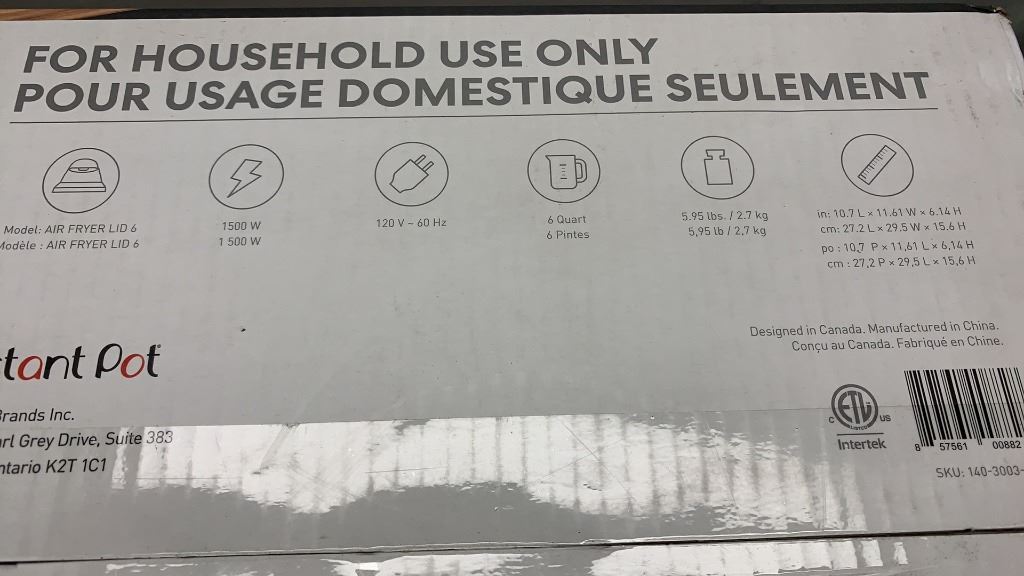 FOR HOUSEHOLD USE ONLY
POUR USAGE DOMESTIQUE SEULEMENT
Model: AIR FRYER LID 6
Modèle : AIR FRYER LID 6
1500 W
1 500 W
120 V ~ 60 Hz
6 Quart
6 Pintes
5.95 lbs. / 2.7 kg
5,95 lb / 2,7 kg
in: 10.7 L x 11.61 W x 6.14 H
cm: 27.2 L x 29.5 W x 15.6 H
po : 10,7 P x 11,61 L x 6,14 H
cm : 27,2 P x 29,5 L x 15,6 H
Designed in Canada. Manufactured in China.
Conçu au Canada. Fabriqué en Chine.
tant Pot
Brands Inc.
rl Grey Drive, Suite 383
ntario K2T 1C1
C ETL US
LISTED
Intertek
8 57561 00882
SKU: 140-3003-